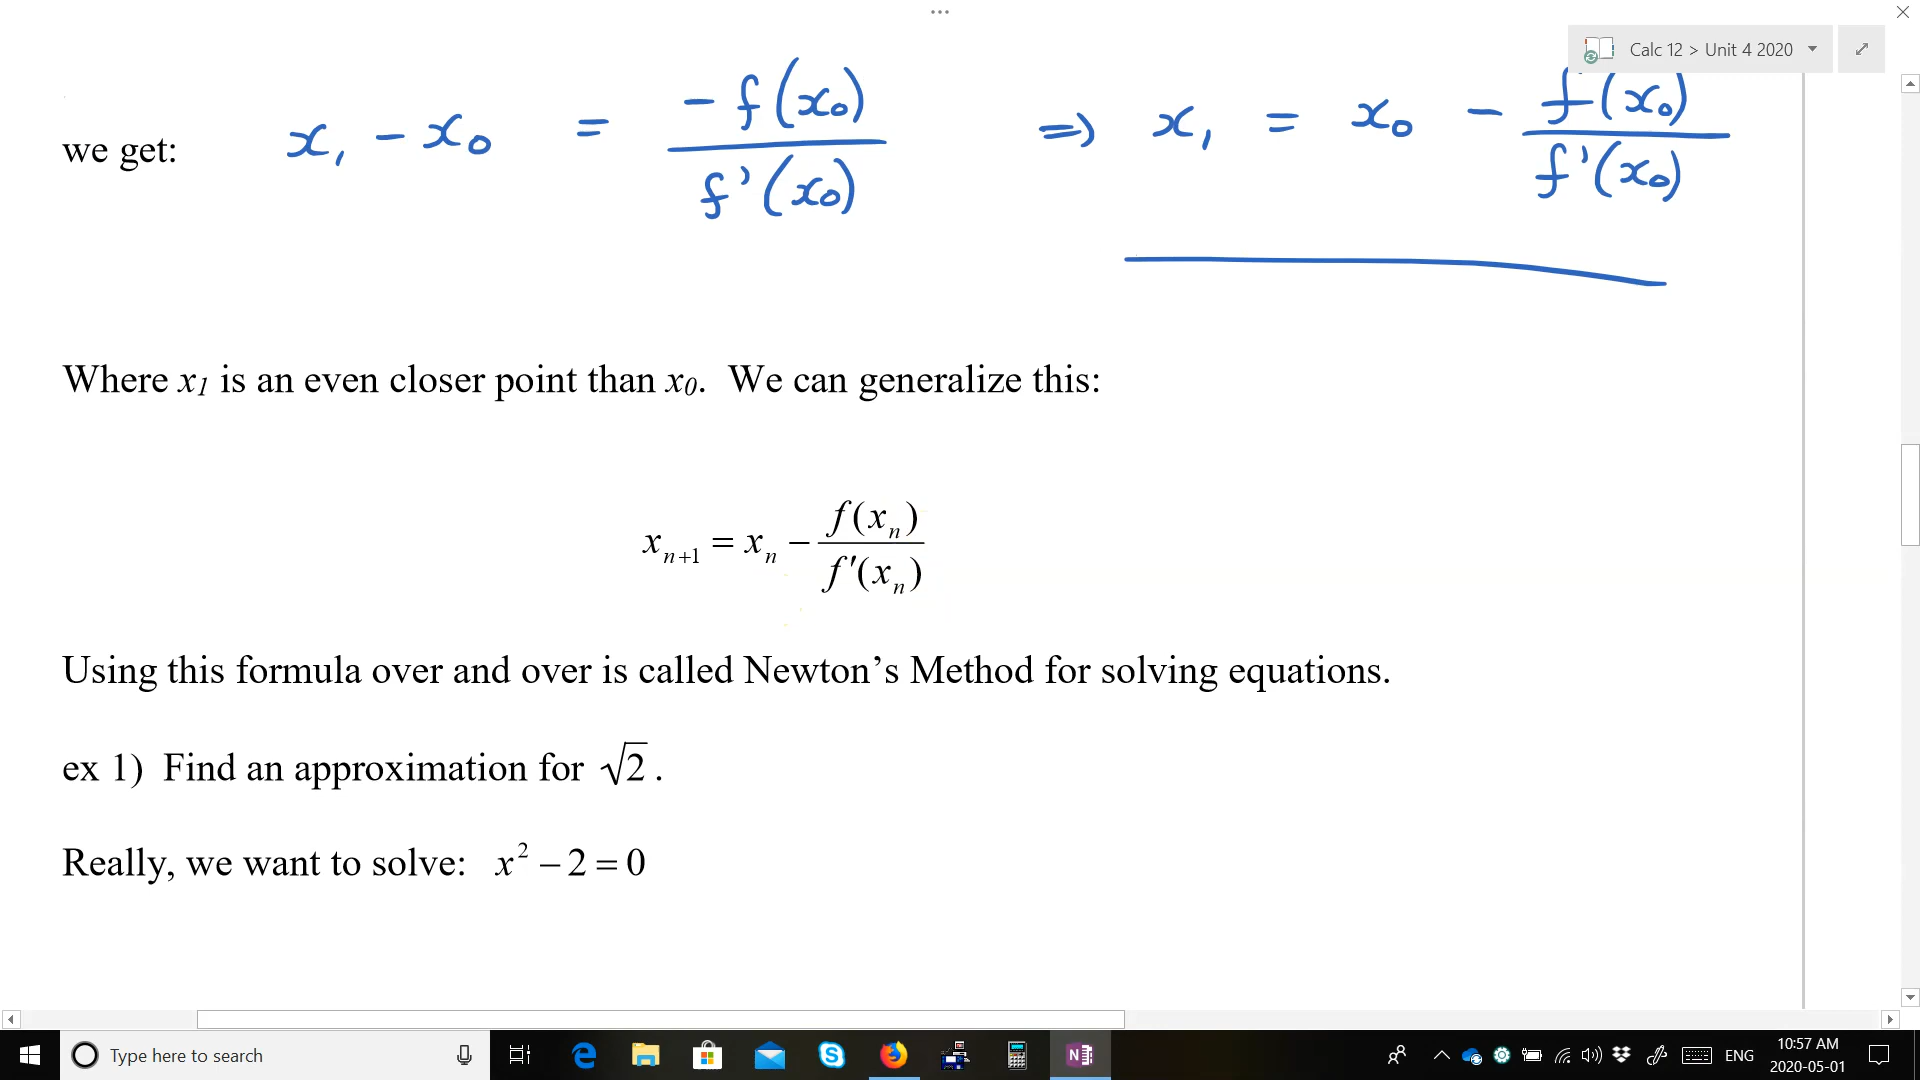 Calc 12 > Unit 4 2020
we get: x₁ - x₀ = -f(x₀) / f'(x₀) ⇒ x₁ = x₀ - f(x₀) / f'(x₀)
Where x₁ is an even closer point than x₀. We can generalize this:
xₙ₊₁ = xₙ − f(xₙ) / f′(xₙ)
Using this formula over and over is called Newton’s Method for solving equations.
ex 1) Find an approximation for √2.
Really, we want to solve: x² − 2 = 0
Type here to search
ENG
10:57 AM
2020-05-01